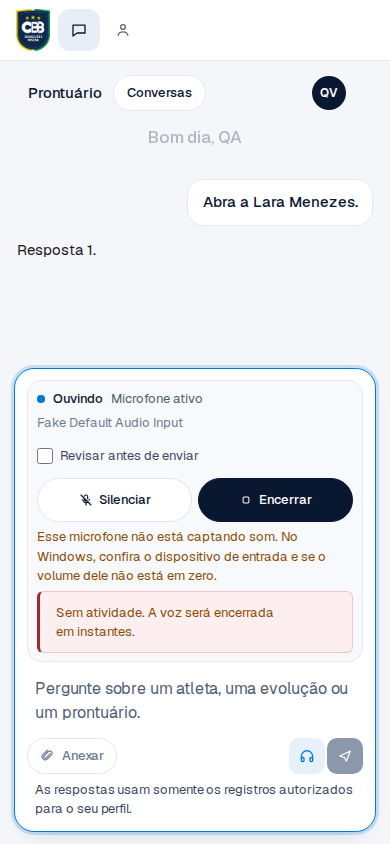 CBB
Prontuário
Conversas
QV
Bom dia, QA
Abra a Lara Menezes.
Resposta 1.
Ouvindo Microfone ativo
Fake Default Audio Input
Revisar antes de enviar
Silenciar
Encerrar
Esse microfone não está captando som. No
Windows, confira o dispositivo de entrada e se o
volume dele não está em zero.
Sem atividade. A voz será encerrada
em instantes.
Pergunte sobre um atleta, uma evolução ou
um prontuário.
Anexar
As respostas usam somente os registros autorizados
para o seu perfil.